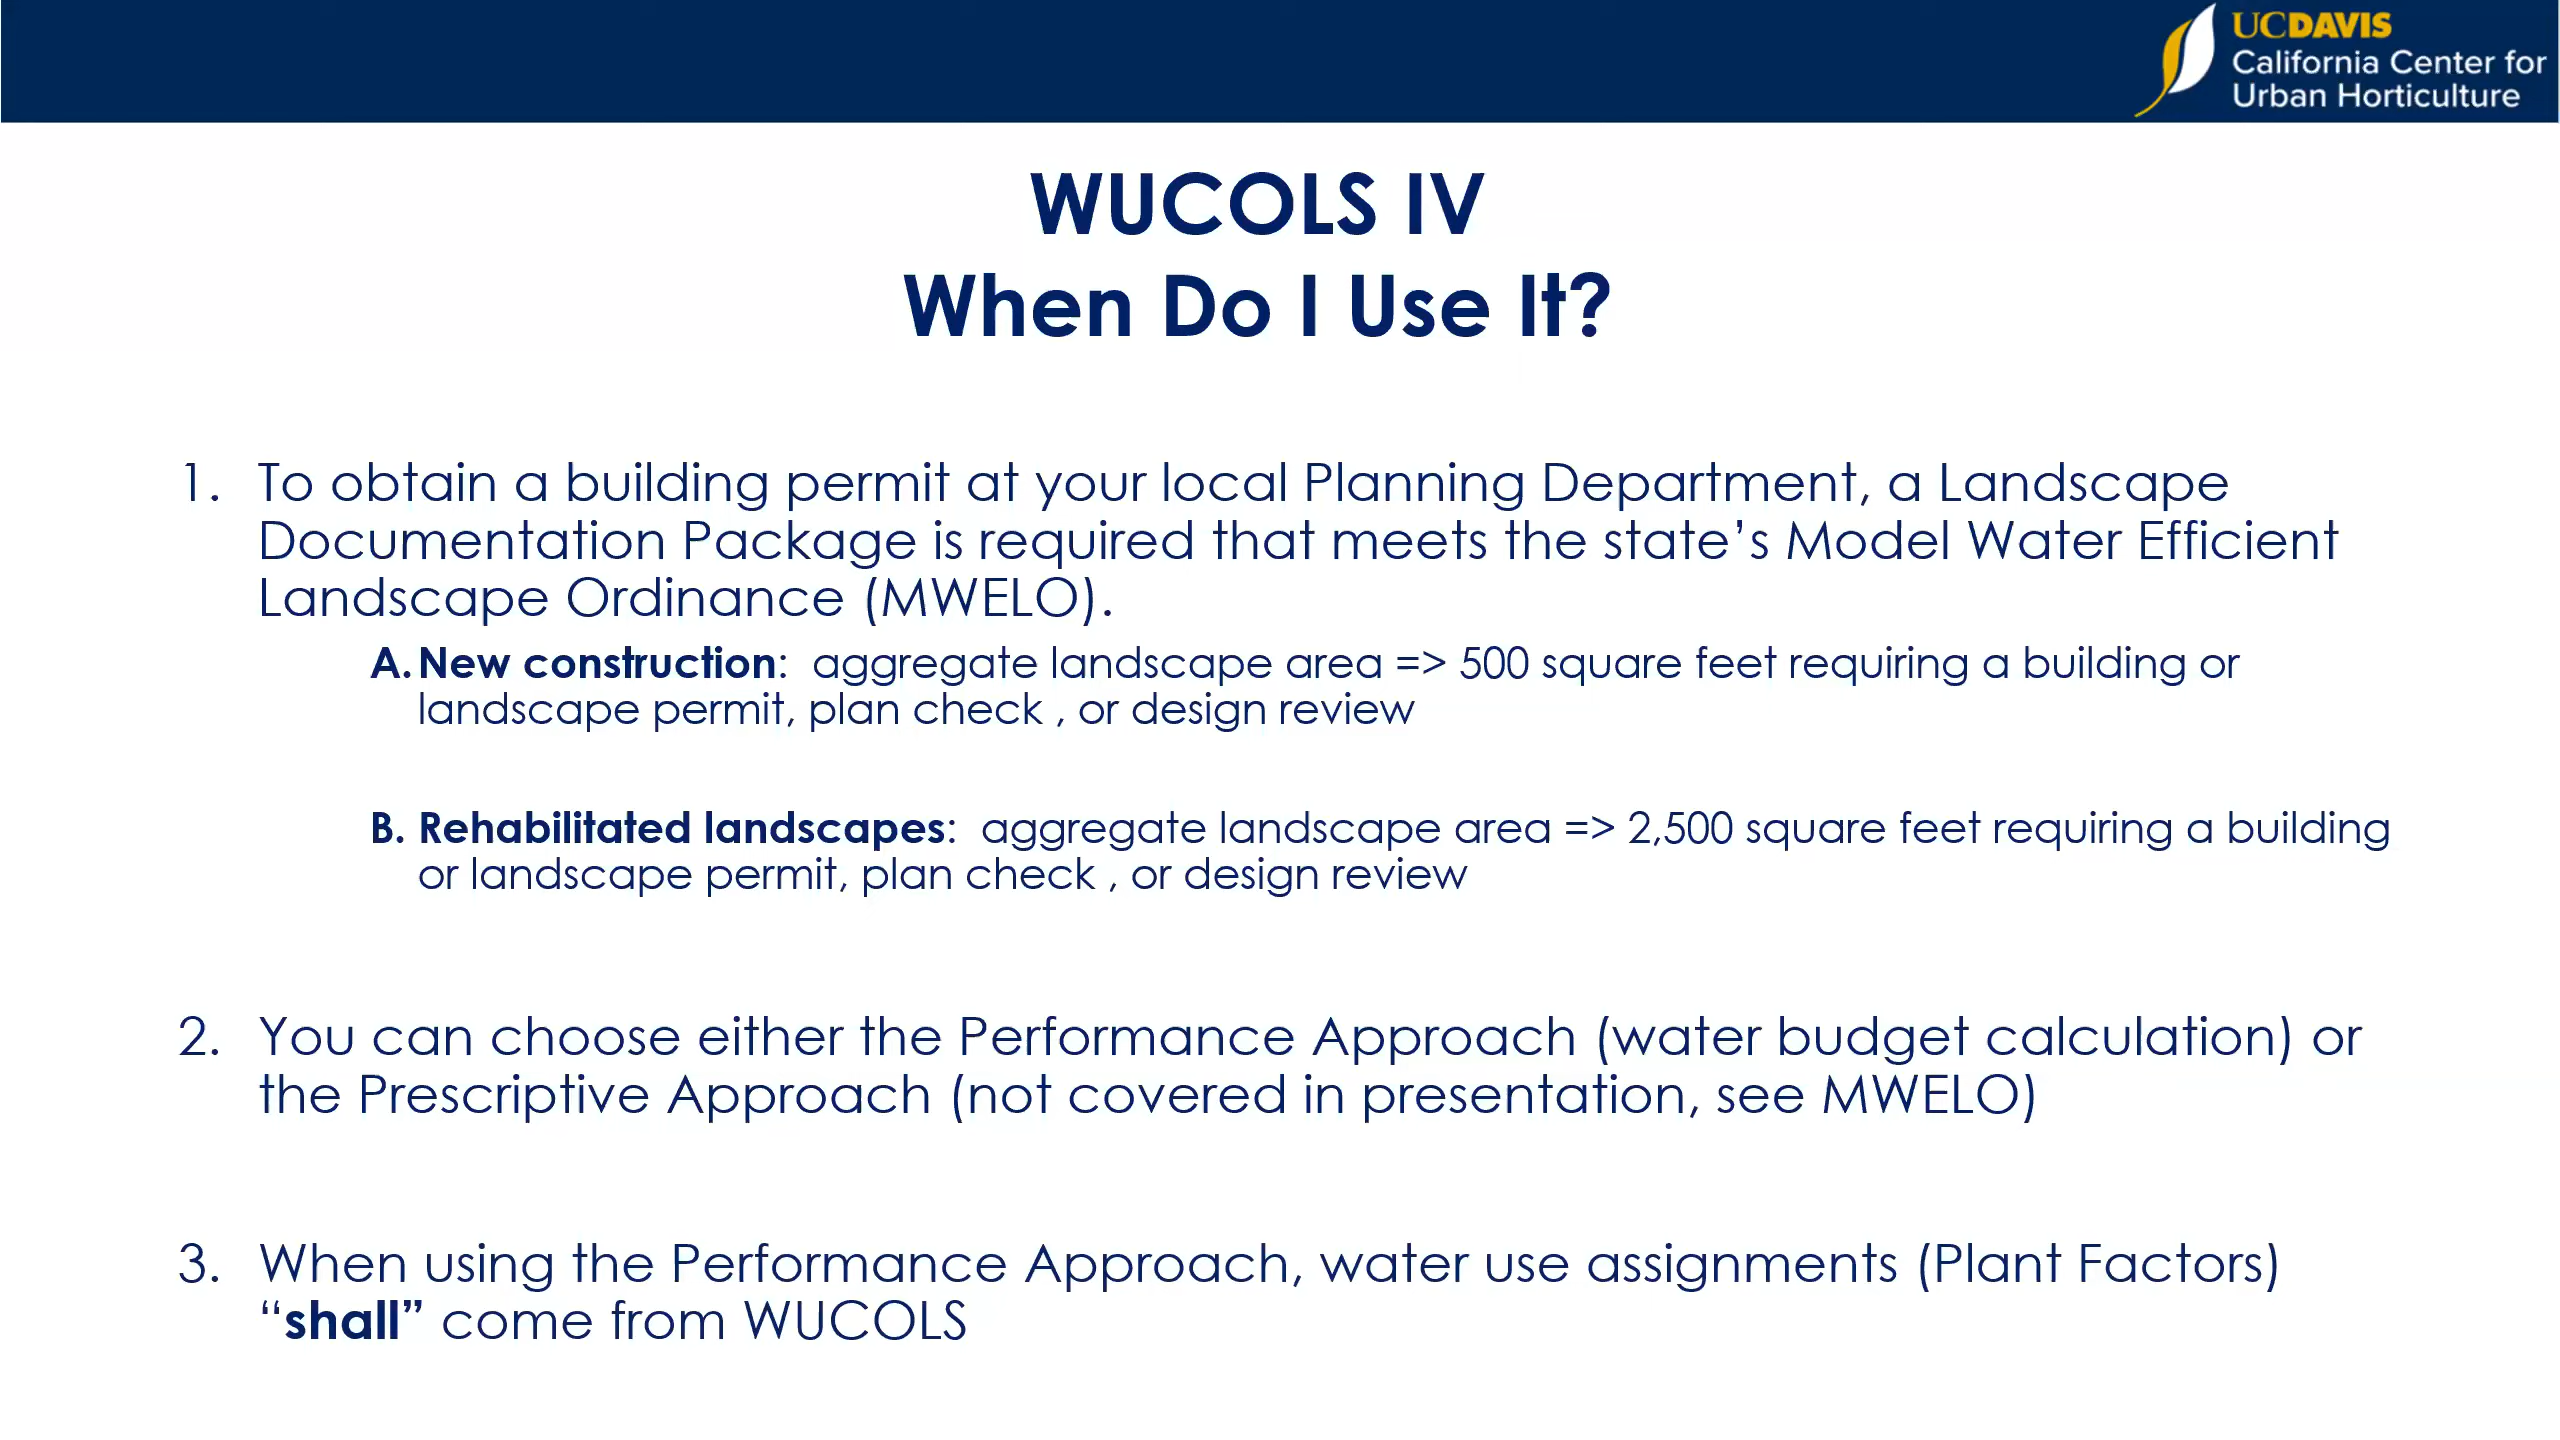 UCDAVIS
California Center for
Urban Horticulture
WUCOLS IV
When Do I Use It?
1. To obtain a building permit at your local Planning Department, a Landscape
Documentation Package is required that meets the state’s Model Water Efficient
Landscape Ordinance (MWELO).
A. New construction: aggregate landscape area => 500 square feet requiring a building or
landscape permit, plan check , or design review
B. Rehabilitated landscapes: aggregate landscape area => 2,500 square feet requiring a building
or landscape permit, plan check , or design review
2. You can choose either the Performance Approach (water budget calculation) or
the Prescriptive Approach (not covered in presentation, see MWELO)
3. When using the Performance Approach, water use assignments (Plant Factors)
“shall” come from WUCOLS